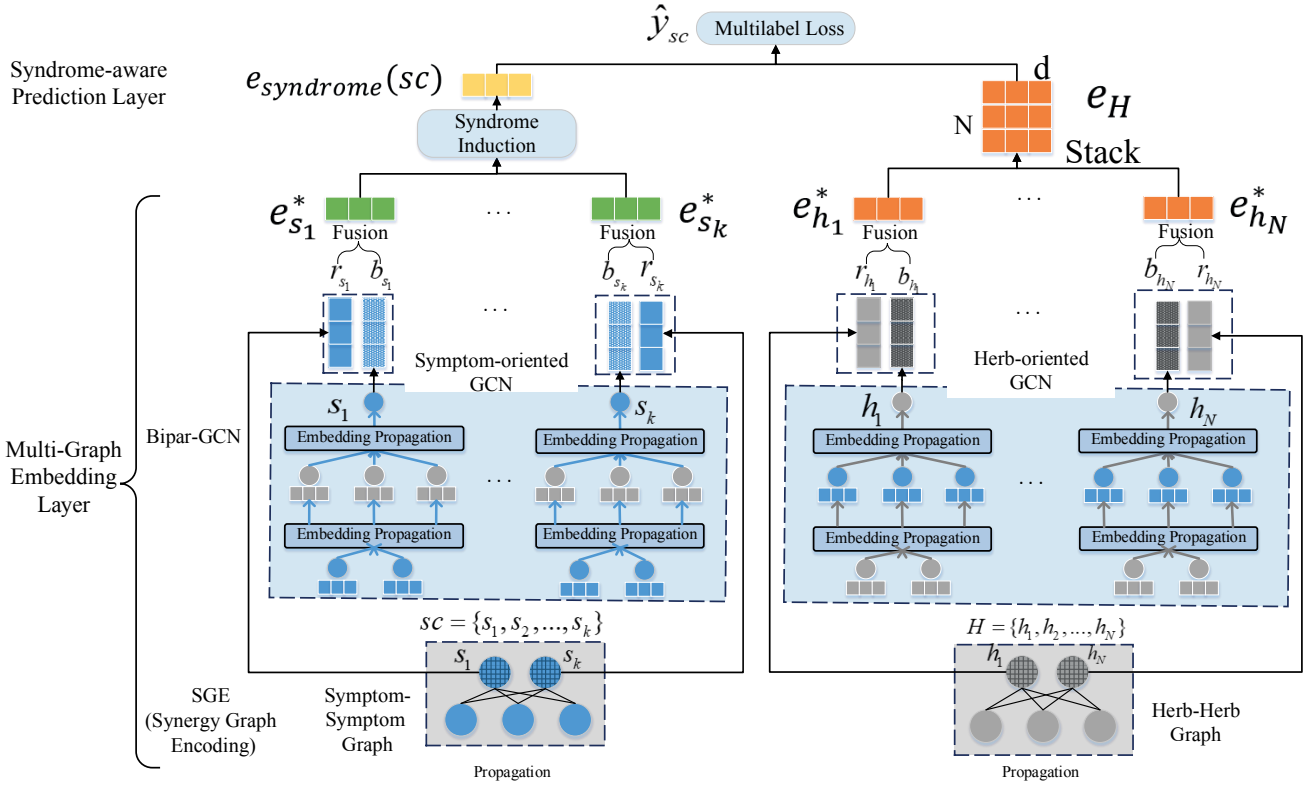 ŷ_sc
Multilabel Loss
Syndrome-aware
Prediction Layer
e_syndrome(sc)
d
N
e_H
Syndrome
Induction
Stack
e*_s1
. . .
e*_sk
e*_h1
. . .
e*_hN
Fusion
Fusion
Fusion
Fusion
r_s1
b_s1
b_sk
r_sk
r_h1
b_h1
b_hN
r_hN
. . .
. . .
Symptom-oriented
GCN
Herb-oriented
GCN
s_1
s_k
h_1
h_N
Bipar-GCN
Multi-Graph
Embedding
Layer
Embedding Propagation
Embedding Propagation
Embedding Propagation
Embedding Propagation
. . .
. . .
Embedding Propagation
Embedding Propagation
Embedding Propagation
Embedding Propagation
sc = {s_1, s_2, ..., s_k}
H = {h_1, h_2, ..., h_N}
s_1
s_k
h_1
h_N
SGE
(Synergy Graph
Encoding)
Symptom-
Symptom
Graph
Herb-Herb
Graph
Propagation
Propagation